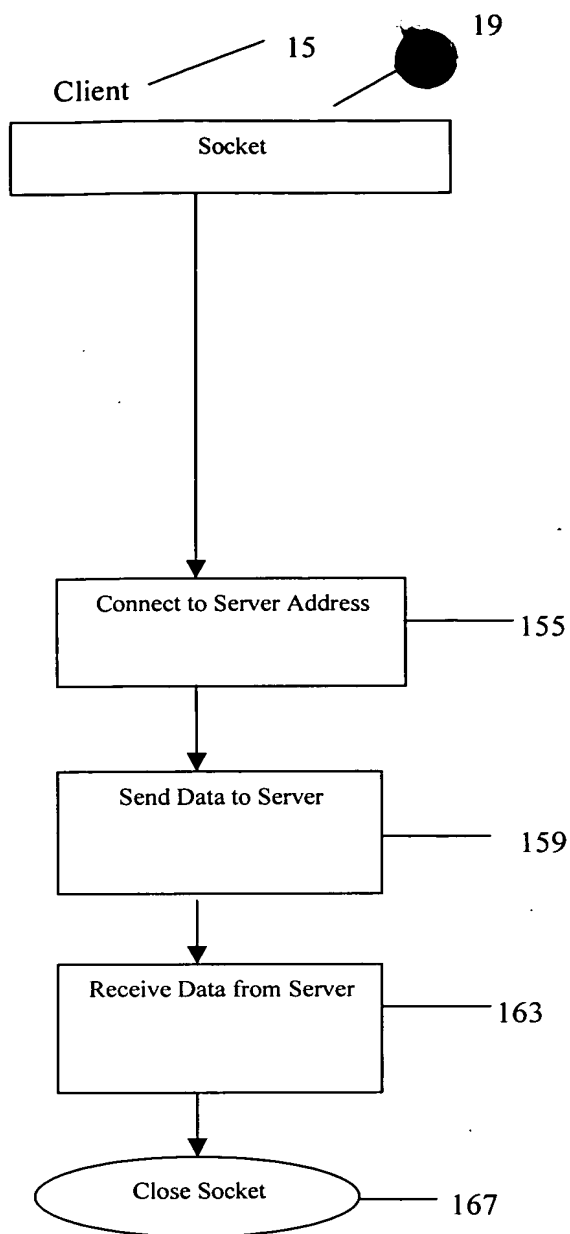 19
15
Client
Socket
Connect to Server Address
155
Send Data to Server
159
Receive Data from Server
163
Close Socket
167